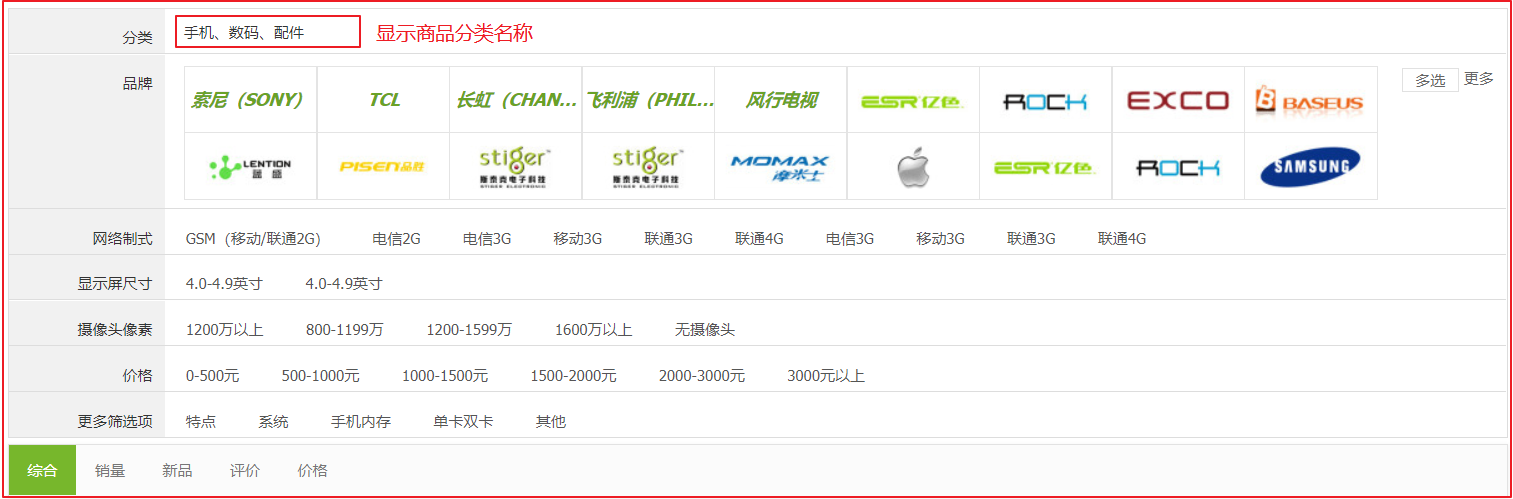 分类 手机、数码、配件 显示商品分类名称
品牌 索尼（SONY） TCL 长虹（CHAN... 飞利浦（PHIL... 风行电视 ESR亿色 ROCK EXCO BASEUS 多选 更多
LENTION 蓝盛 PISEN品胜 stiger™ 斯泰克电子科技 STIGER ELECTRONIC stiger™ 斯泰克电子科技 STIGER ELECTRONIC MOMAX 摩米士 ESR亿色 ROCK SAMSUNG
网络制式 GSM（移动/联通2G） 电信2G 电信3G 移动3G 联通3G 联通4G 电信3G 移动3G 联通3G 联通4G
显示屏尺寸 4.0-4.9英寸 4.0-4.9英寸
摄像头像素 1200万以上 800-1199万 1200-1599万 1600万以上 无摄像头
价格 0-500元 500-1000元 1000-1500元 1500-2000元 2000-3000元 3000元以上
更多筛选项 特点 系统 手机内存 单卡双卡 其他
综合 销量 新品 评价 价格